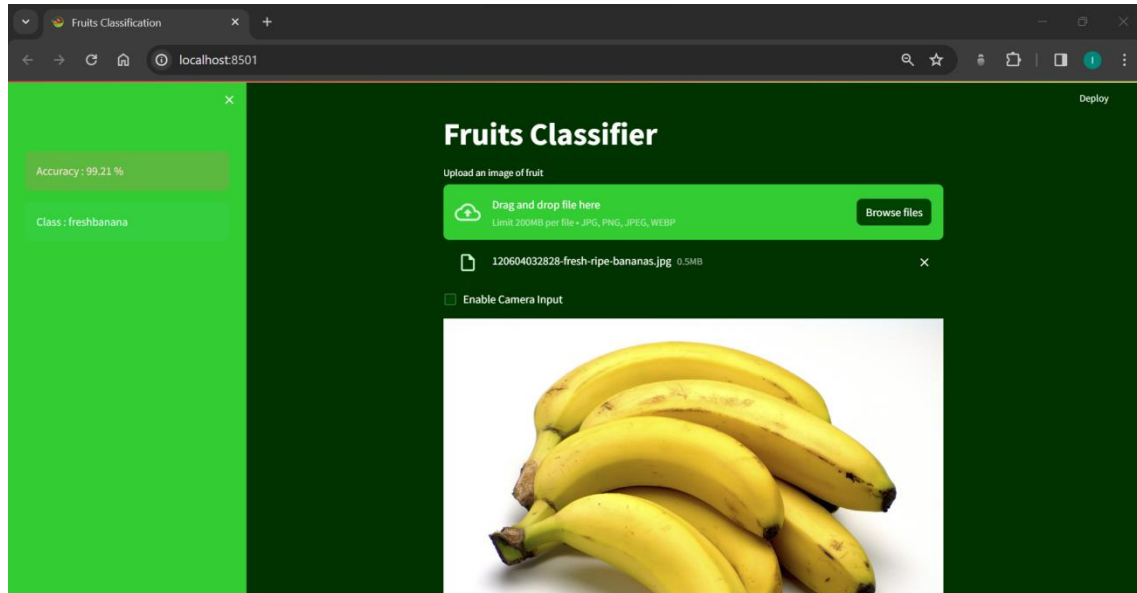 Fruits Classification
localhost:8501
Deploy
Accuracy : 99.21 %
Class : freshbanana
Fruits Classifier
Upload an image of fruit
Drag and drop file here
Limit 200MB per file • JPG, PNG, JPEG, WEBP
Browse files
120604032828-fresh-ripe-bananas.jpg 0.5MB
Enable Camera Input